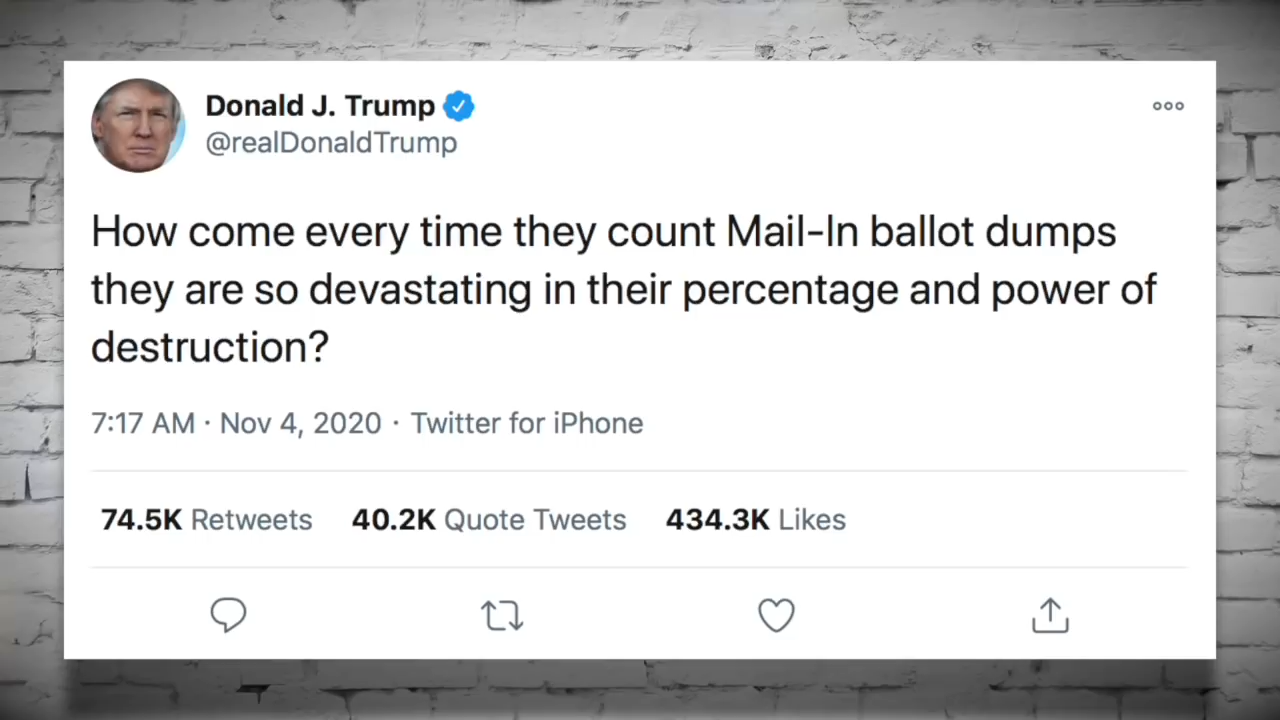 Donald J. Trump
@realDonaldTrump
How come every time they count Mail-In ballot dumps
they are so devastating in their percentage and power of
destruction?
7:17 AM · Nov 4, 2020 · Twitter for iPhone
74.5K Retweets 40.2K Quote Tweets 434.3K Likes